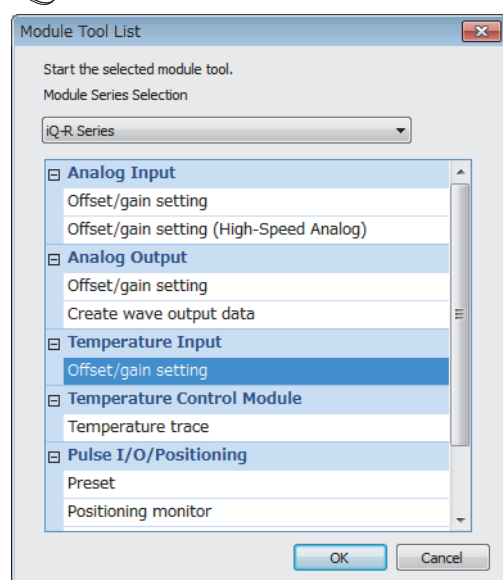 Module Tool List
Start the selected module tool.
Module Series Selection
iQ-R Series
Analog Input
Offset/gain setting
Offset/gain setting (High-Speed Analog)
Analog Output
Offset/gain setting
Create wave output data
Temperature Input
Offset/gain setting
Temperature Control Module
Temperature trace
Pulse I/O/Positioning
Preset
Positioning monitor
OK
Cancel